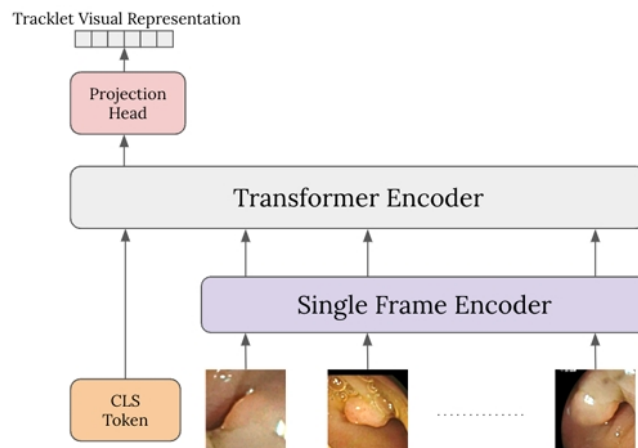 Tracklet Visual Representation
Projection
Head
Transformer Encoder
Single Frame Encoder
CLS
Token